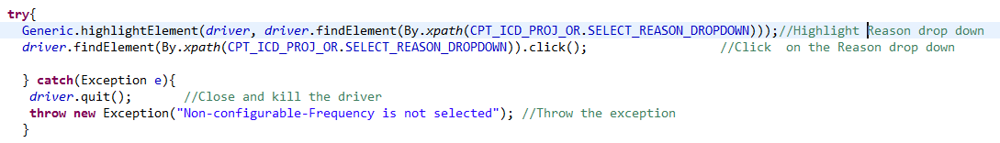 try{
Generic.highlightElement(driver, driver.findElement(By.xpath(CPT_ICD_PROJ_OR.SELECT_REASON_DROPDOWN)));//Highlight Reason drop down
driver.findElement(By.xpath(CPT_ICD_PROJ_OR.SELECT_REASON_DROPDOWN)).click(); //Click  on the Reason drop down
} catch(Exception e){
driver.quit(); //Close and kill the driver
throw new Exception("Non-configurable-Frequency is not selected"); //Throw the exception
}